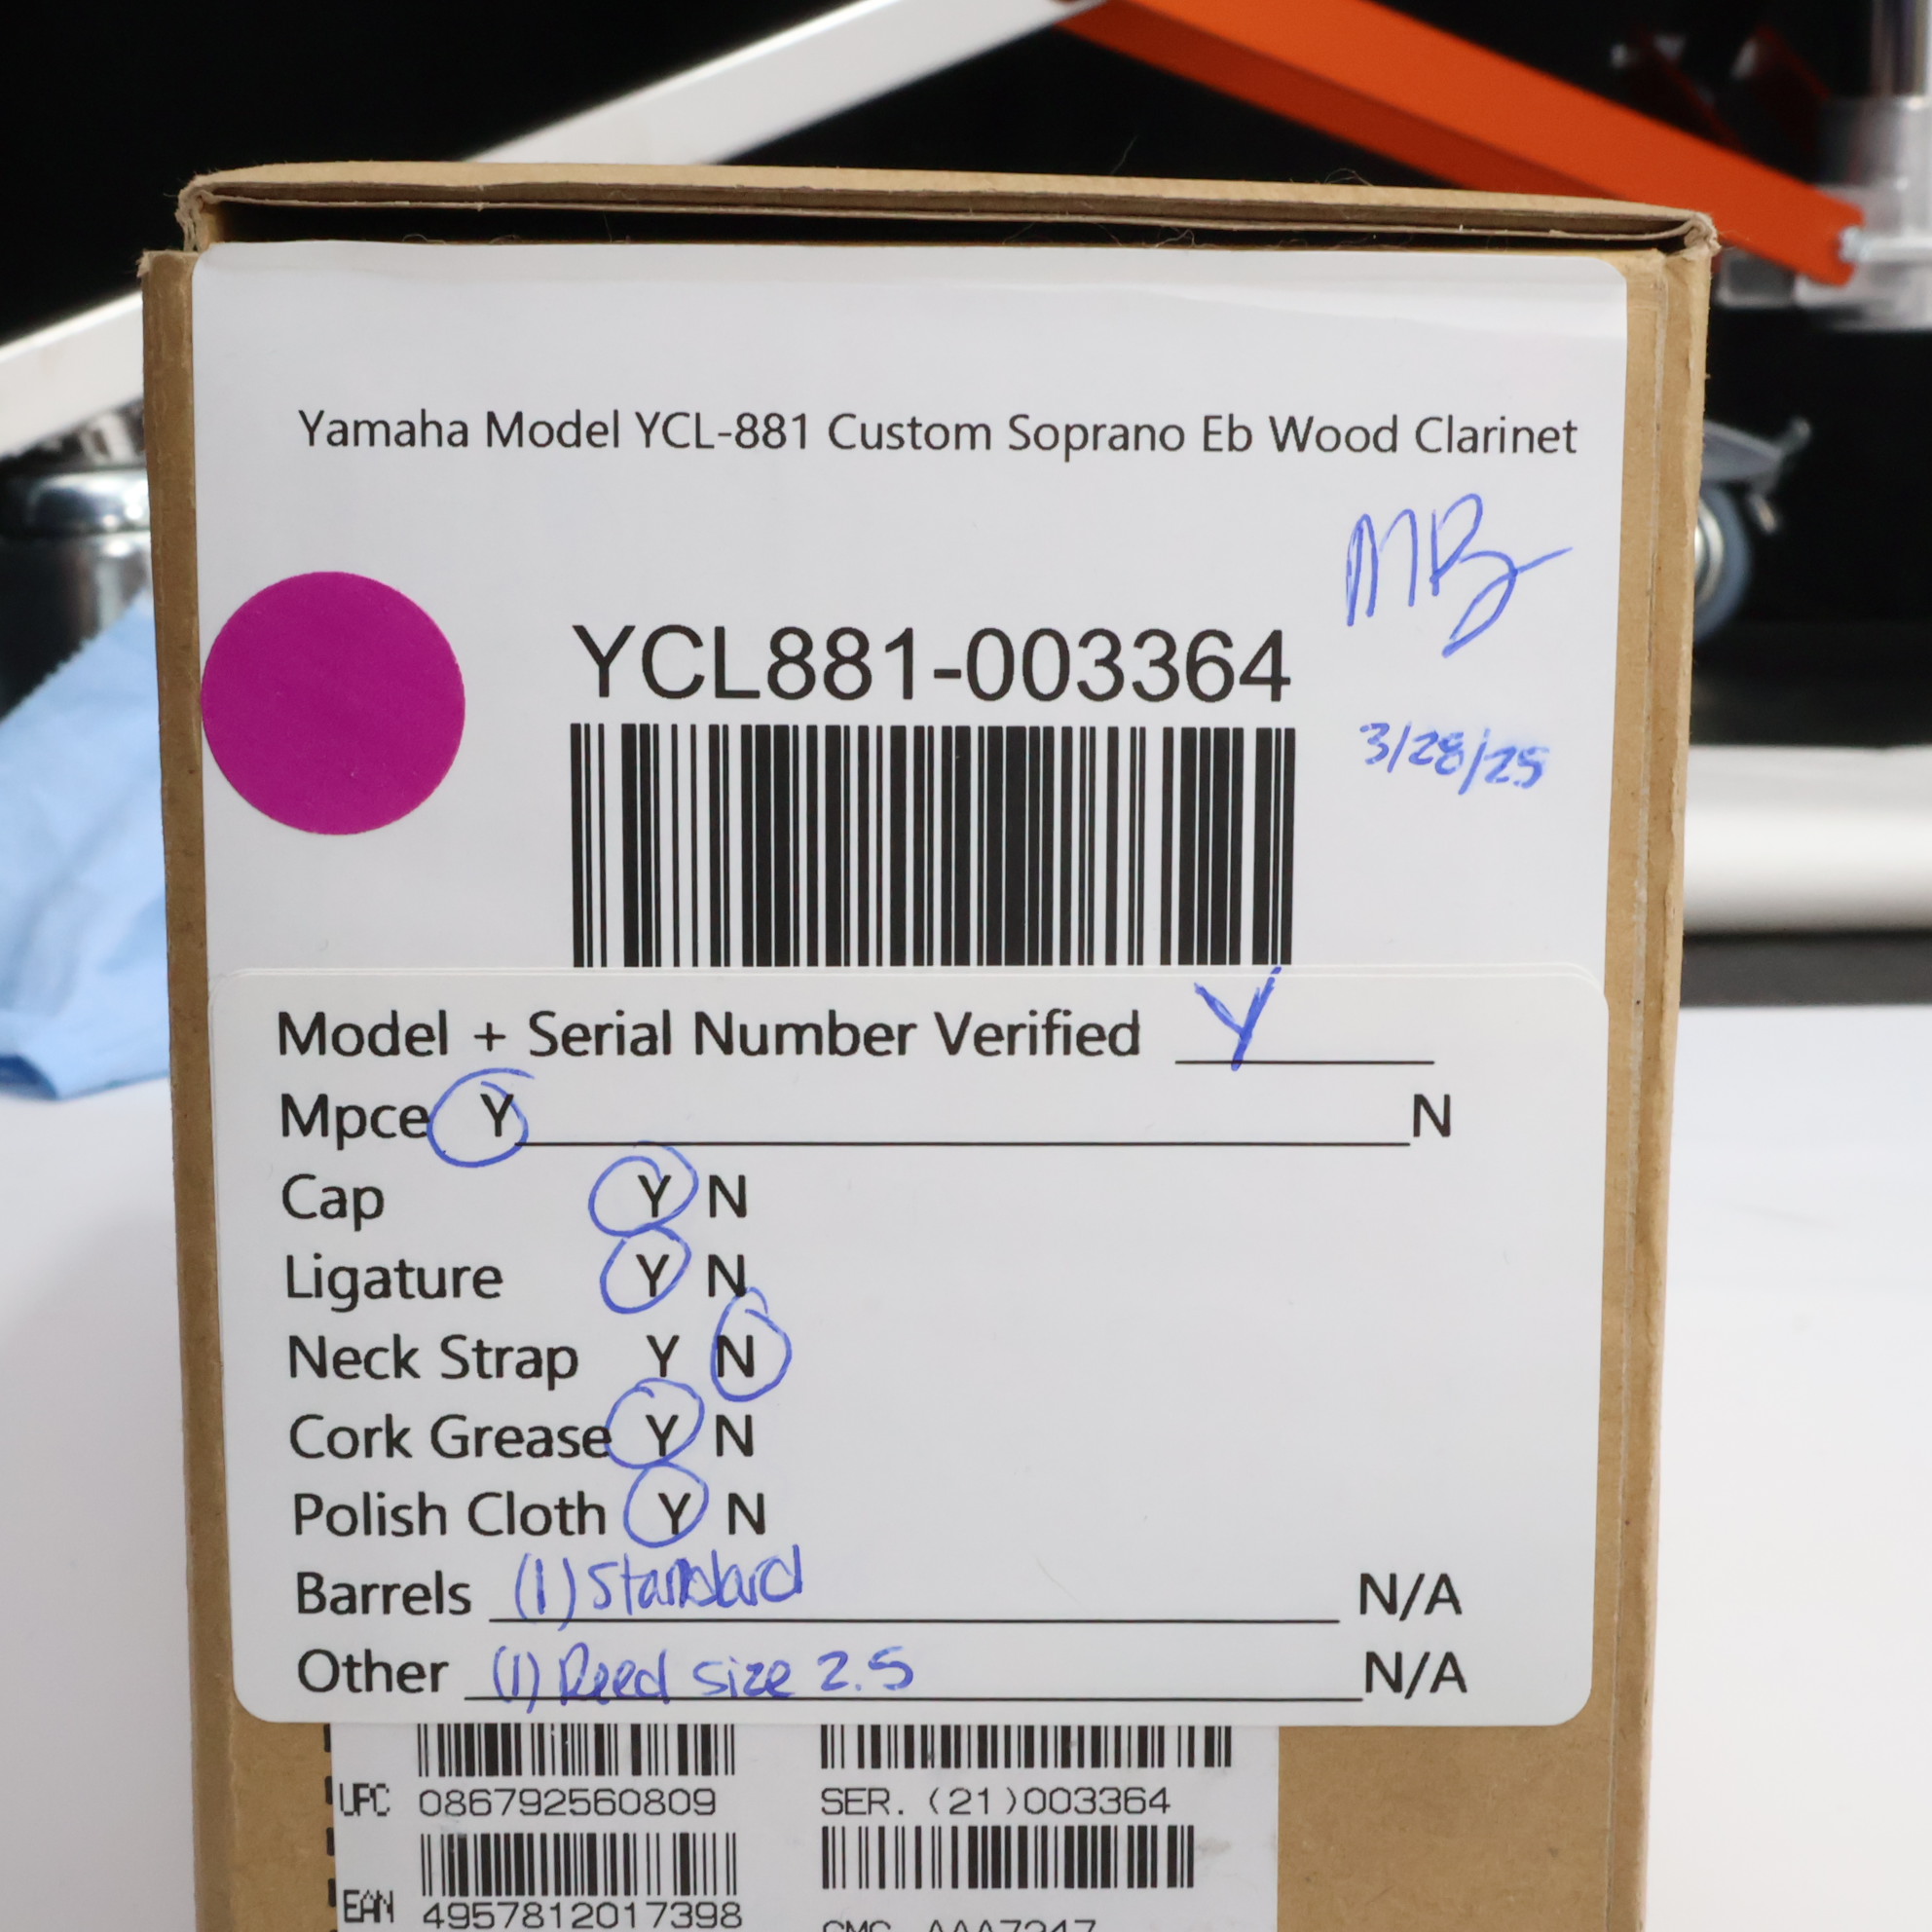 Yamaha Model YCL-881 Custom Soprano Eb Wood Clarinet
MB
YCL881-003364
3/28/25
Model + Serial Number Verified Y
Mpce Y N
Cap Y N
Ligature Y N
Neck Strap Y N
Cork Grease Y N
Polish Cloth Y N
Barrels (1) Standard N/A
Other (1) Reed size 2.5 N/A
UPC 086792560809 SER. (21)003364
EAN 4957812017398 CMC AAA7247